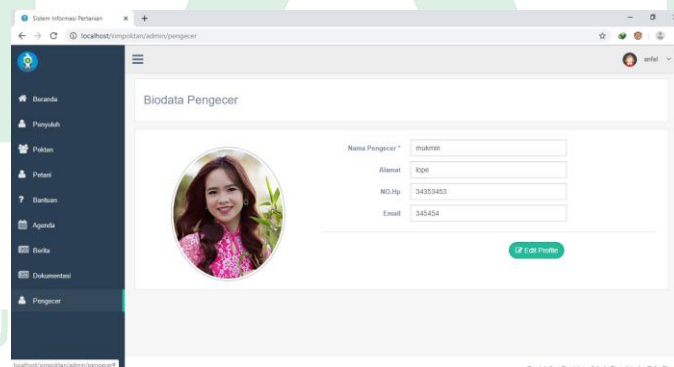 Sistem Informasi Pertanian
localhost/simpoktan/admin/pengecer
anfel
Beranda
Penyuluh
Poktan
Petani
Bantuan
Agenda
Berita
Dokumentasi
Pengecer
Biodata Pengecer
Nama Pengecer * mukmin
Alamat lope
NO.Hp 34353453
Email 345454
Edit Profile
localhost/simpoktan/admin/pengecer#